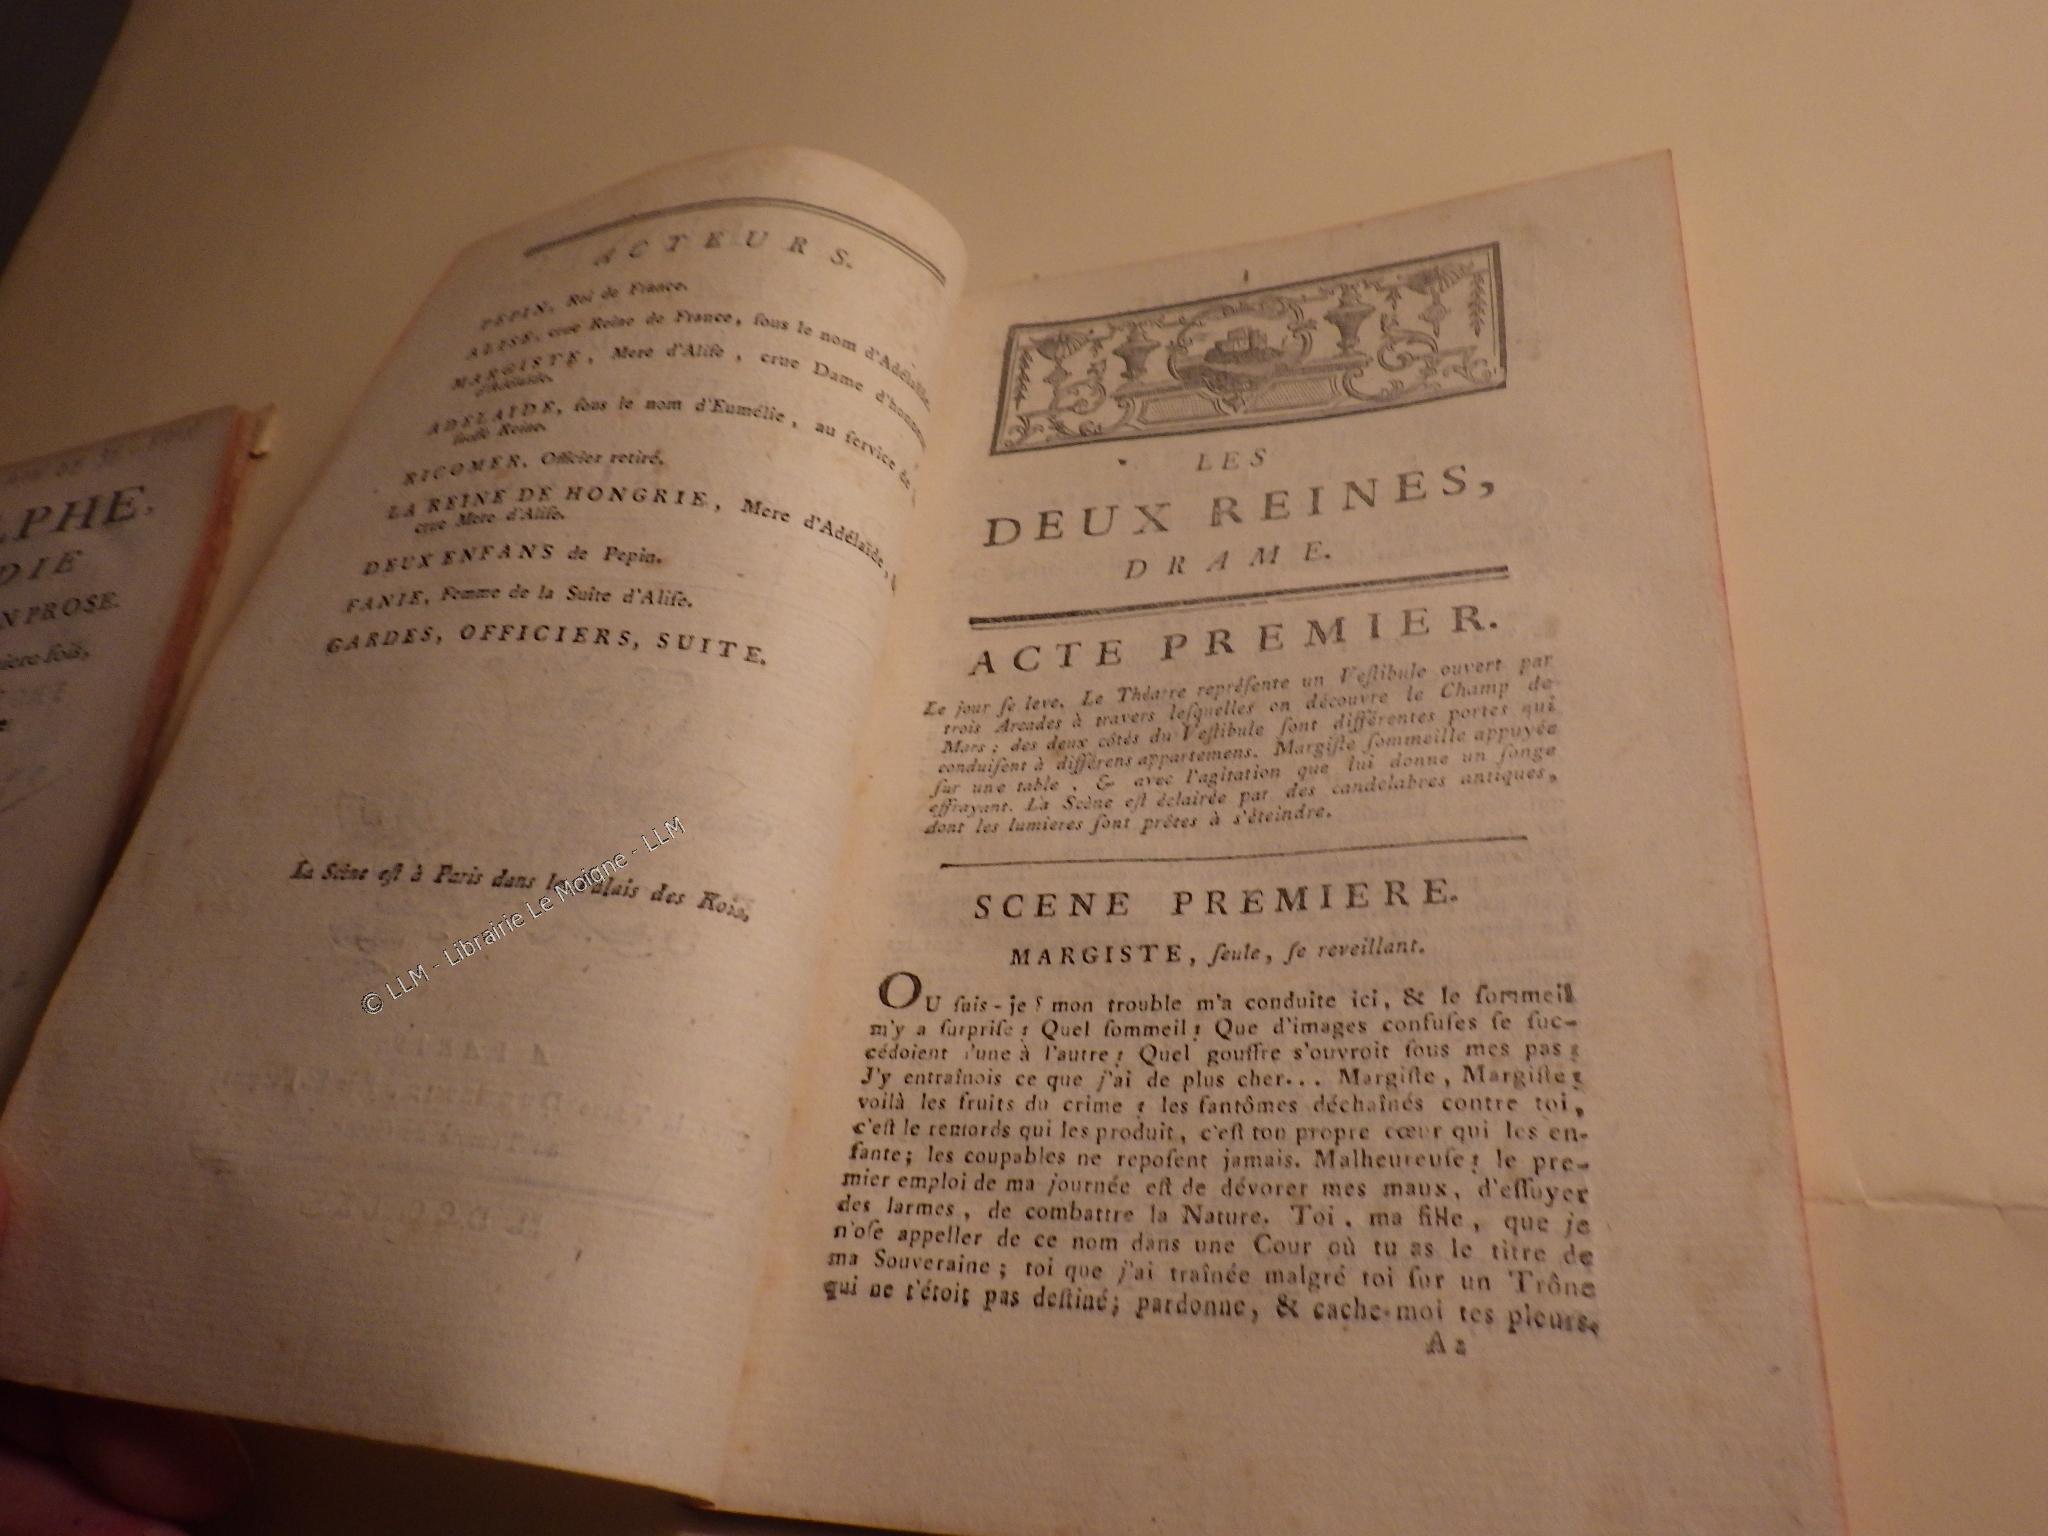 LPHE,
DIE
N PROSE.
niere fois,
ACTEURS.
PEPIN, Roi de France.
ALISE, crue Reine de France, ſous le nom d'Adélaïde.
MARGISTE, Mere d'Aliſe, crue Dame d'honneur
d'Adélaïde.
ADELAÏDE, ſous le nom d'Eumélie, au ſervice de
fauſſe Reine.
RICOMER, Officier retiré.
LA REINE DE HONGRIE, Mere d'Adélaïde,
crue Mere d'Aliſe.
DEUX ENFANS de Pepin.
FANIE, Femme de la Suite d'Aliſe.
GARDES, OFFICIERS, SUITE.
La Scène eſt à Paris dans le Palais des Rois.
© LLM - Librairie Le Moigne - LLM
LES
DEUX REINES,
DRAME.
ACTE PREMIER.
Le jour ſe leve. Le Théatre repréſente un Veſtibule ouvert par
trois Arcades à travers leſquelles on découvre le Champ de
Mars ; des deux côtés du Veſtibule ſont différentes portes qui
conduiſent à différens appartemens. Margiſte ſommeille appuyée
ſur une table, & avec l'agitation que lui donne un ſonge
effrayant. La Scène eſt éclairée par des candelabres antiques,
dont les lumieres ſont prêtes à s'éteindre.
SCENE PREMIERE.
MARGISTE, ſeule, ſe reveillant.
OU ſuis-je ? mon trouble m'a conduite ici, & le ſommeil
m'y a ſurpriſe ! Quel ſommeil ! Que d'images confuſes ſe ſuc-
cédoient l'une à l'autre ! Quel gouffre s'ouvroit ſous mes pas !
J'y entraînois ce que j'ai de plus cher... Margiſte, Margiſte !
voilà les fruits du crime ! les fantômes déchaînés contre toi,
c'eſt le remords qui les produit, c'eſt ton propre cœur qui les en-
fante ; les coupables ne repoſent jamais. Malheureuſe ! le pre-
mier emploi de ma journée eſt de dévorer mes maux, d'eſſuyer
des larmes, de combattre la Nature. Toi, ma fille, que je
n'oſe appeller de ce nom dans une Cour où tu as le titre de
ma Souveraine ; toi que j'ai traînée malgré toi ſur un Trône
qui ne t'étoit pas deſtiné ; pardonne, & cache-moi tes pleurs.
A 2